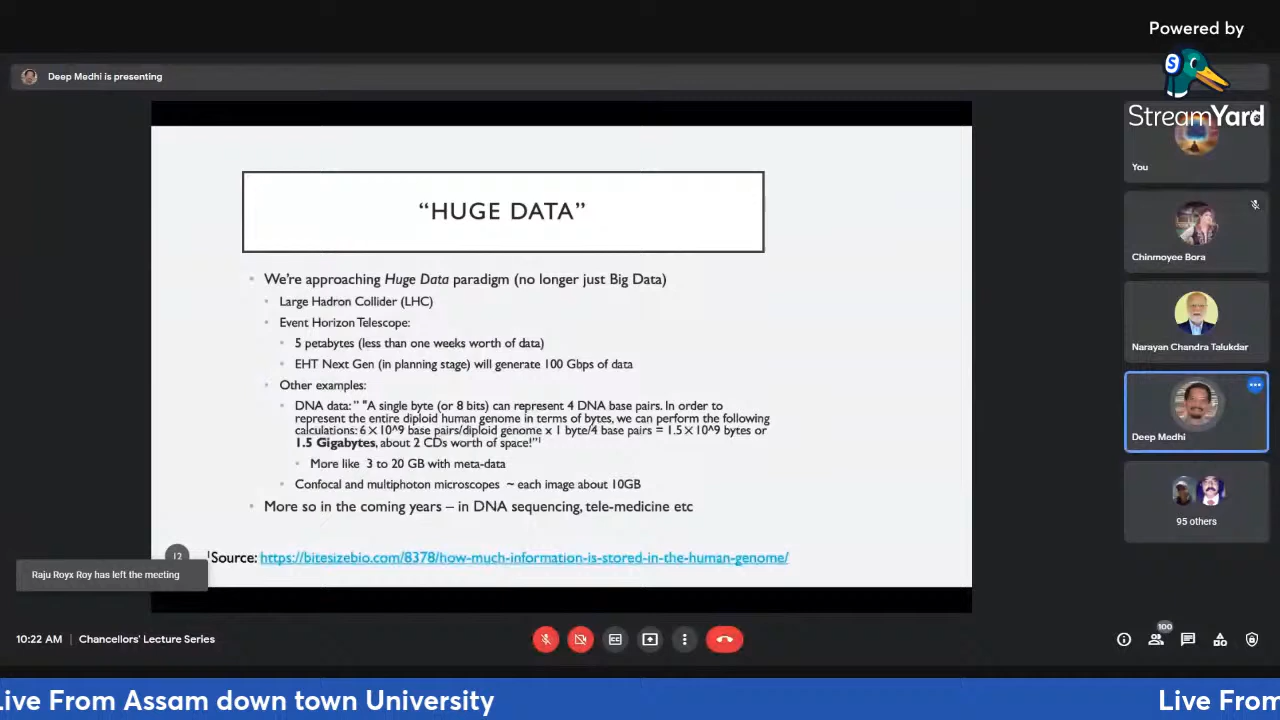 Powered by
StreamYard
Deep Medhi is presenting
"HUGE DATA"
We're approaching Huge Data paradigm (no longer just Big Data)
Large Hadron Collider (LHC)
Event Horizon Telescope:
5 petabytes (less than one weeks worth of data)
EHT Next Gen (in planning stage) will generate 100 Gbps of data
Other examples:
DNA data:" "A single byte (or 8 bits) can represent 4 DNA base pairs. In order to
represent the entire diploid human genome in terms of bytes, we can perform the following
calculations: 6×10^9 base pairs/diploid genome x 1 byte/4 base pairs = 1.5×10^9 bytes or
1.5 Gigabytes, about 2 CDs worth of space!"¹
More like 3 to 20 GB with meta-data
Confocal and multiphoton microscopes ~ each image about 10GB
More so in the coming years – in DNA sequencing, tele-medicine etc
12
¹Source: https://bitesizebio.com/8378/how-much-information-is-stored-in-the-human-genome/
Raju Royx Roy has left the meeting
You
Chinmoyee Bora
Narayan Chandra Talukdar
Deep Medhi
95 others
10:22 AM | Chancellors' Lecture Series
100
Live From Assam down town University
Live From